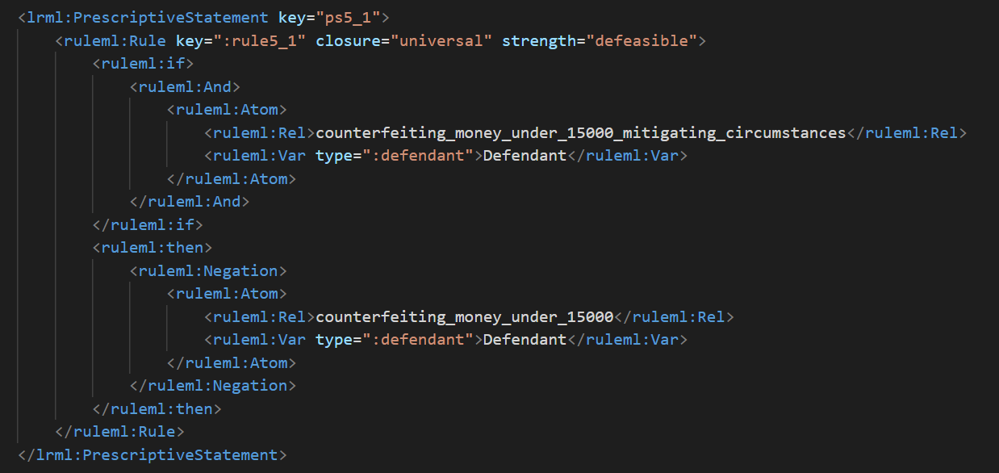 <lrml:PrescriptiveStatement key="ps5_1">
<ruleml:Rule key=":rule5_1" closure="universal" strength="defeasible">
<ruleml:if>
<ruleml:And>
<ruleml:Atom>
<ruleml:Rel>counterfeiting_money_under_15000_mitigating_circumstances</ruleml:Rel>
<ruleml:Var type=":defendant">Defendant</ruleml:Var>
</ruleml:Atom>
</ruleml:And>
</ruleml:if>
<ruleml:then>
<ruleml:Negation>
<ruleml:Atom>
<ruleml:Rel>counterfeiting_money_under_15000</ruleml:Rel>
<ruleml:Var type=":defendant">Defendant</ruleml:Var>
</ruleml:Atom>
</ruleml:Negation>
</ruleml:then>
</ruleml:Rule>
</lrml:PrescriptiveStatement>